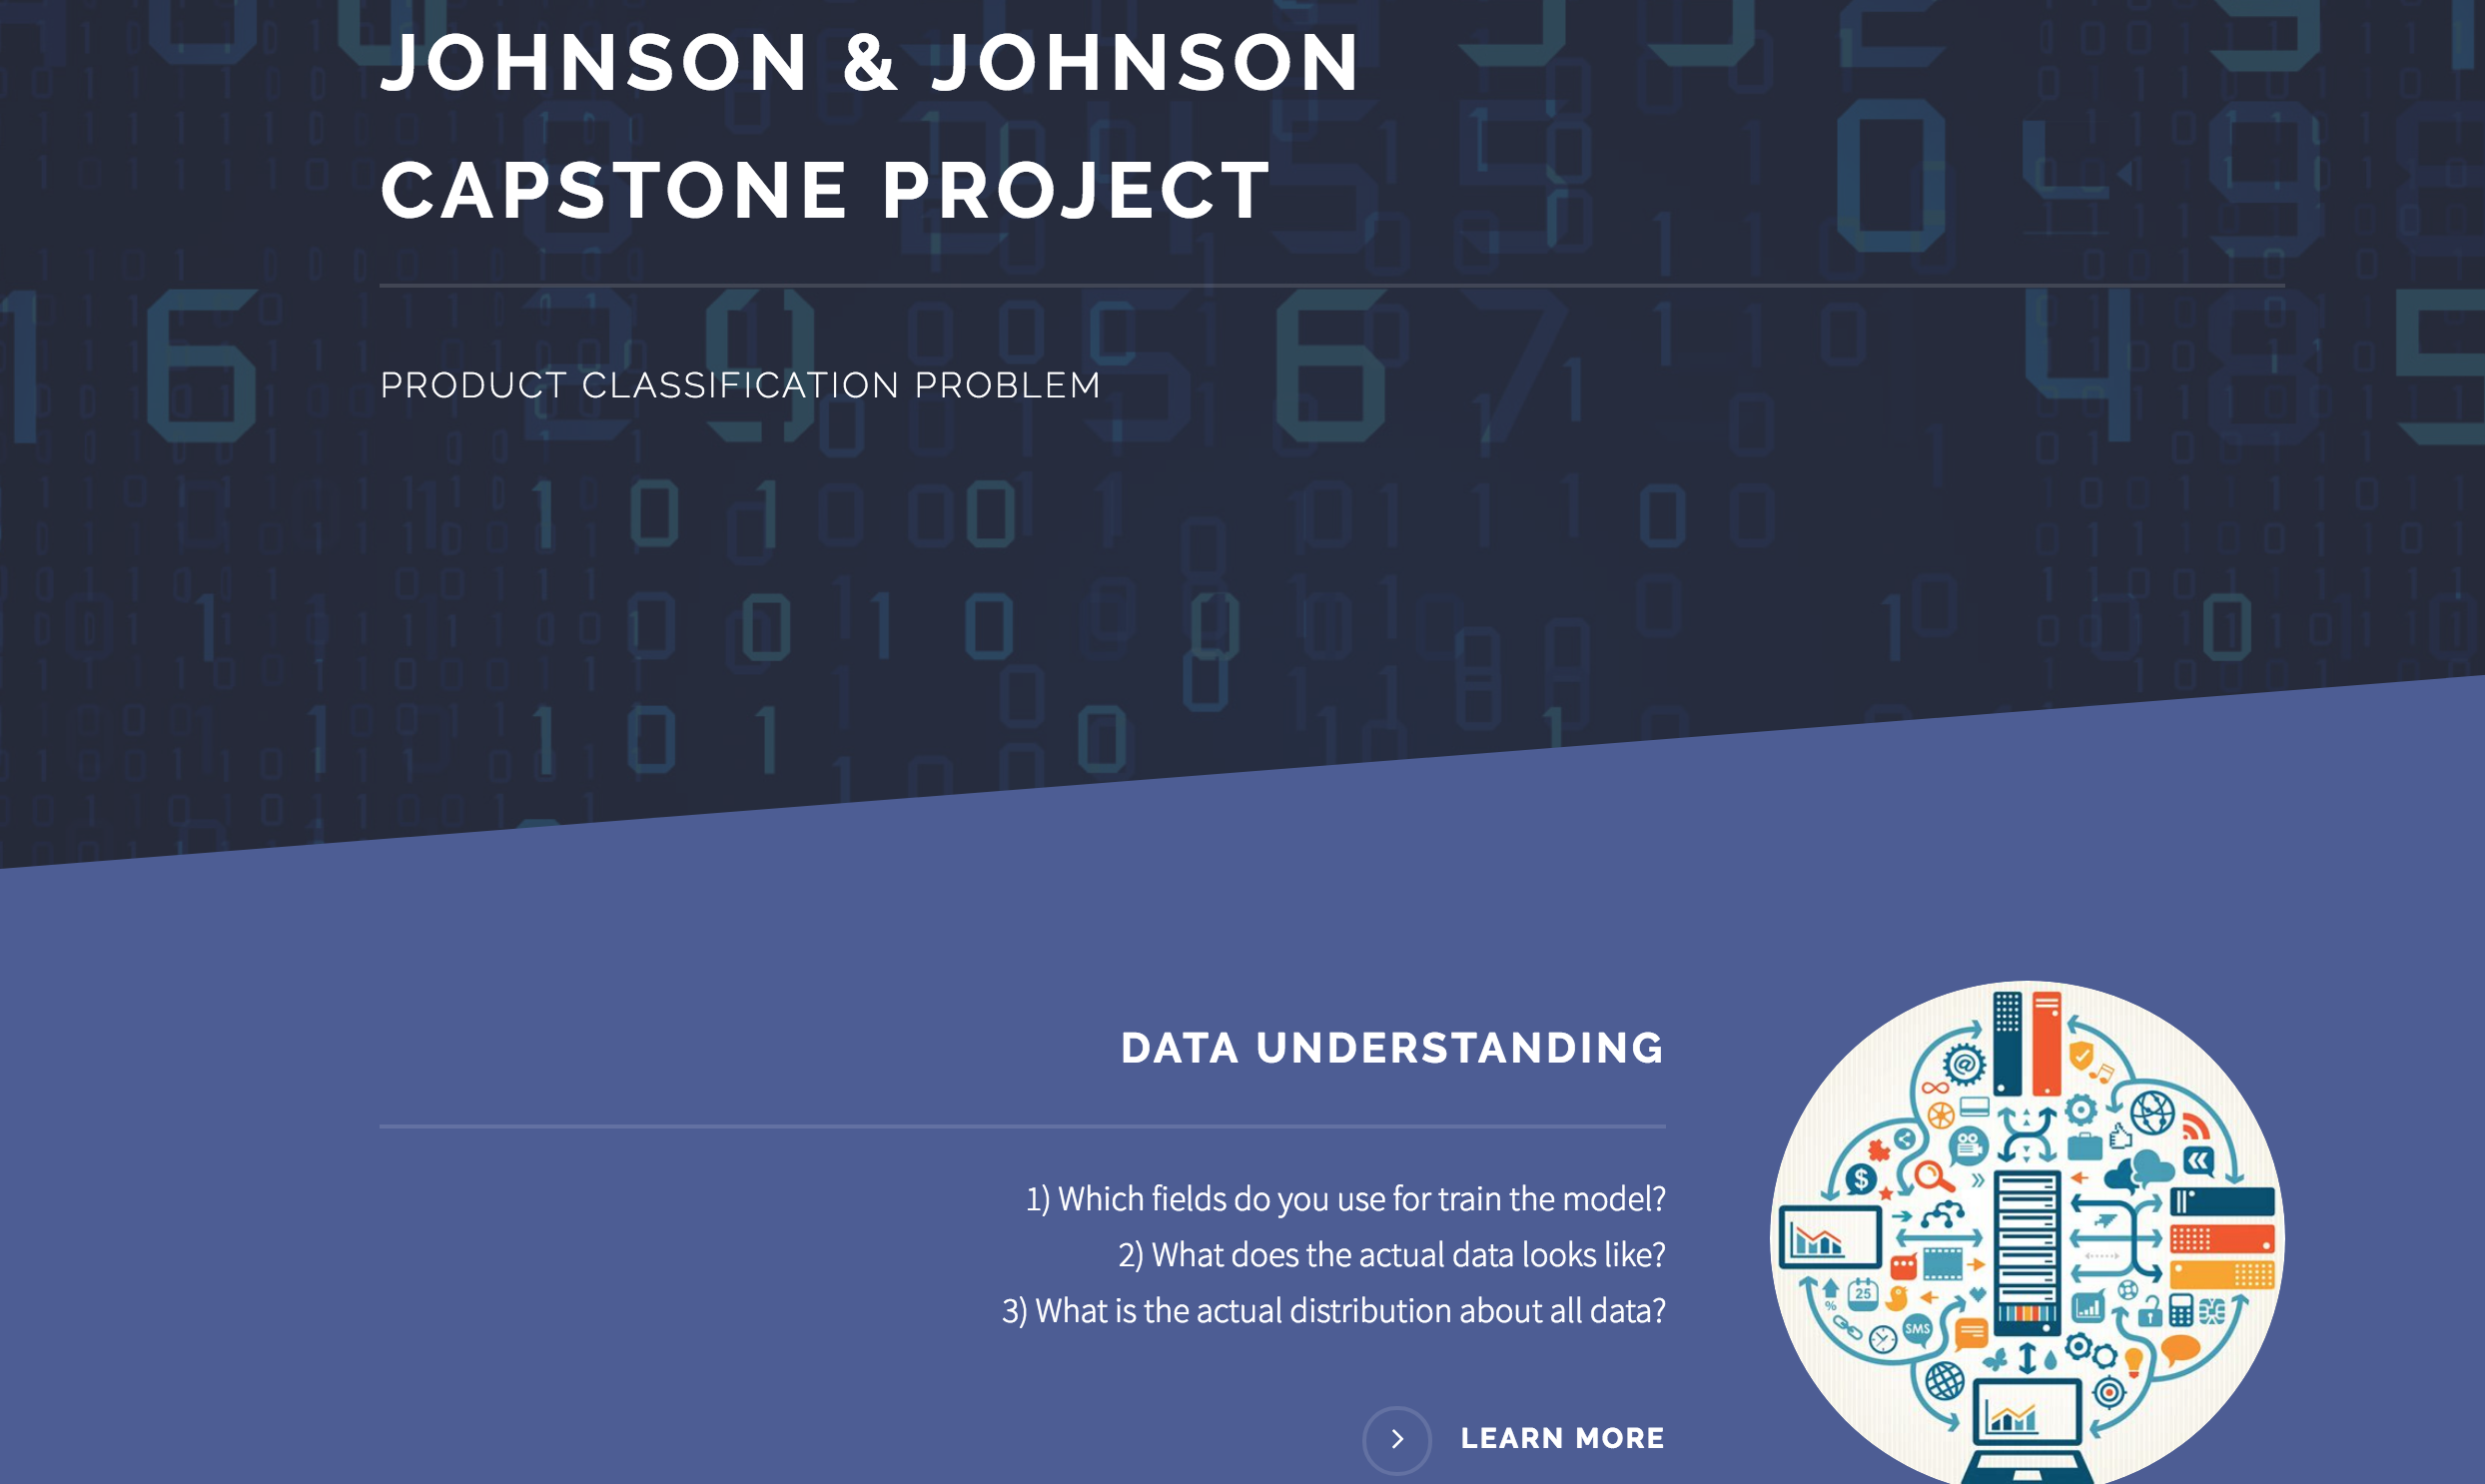 JOHNSON & JOHNSON
CAPSTONE PROJECT
PRODUCT CLASSIFICATION PROBLEM
DATA UNDERSTANDING
1) Which fields do you use for train the model?
2) What does the actual data looks like?
3) What is the actual distribution about all data?
LEARN MORE
@
$
25
%
SMS